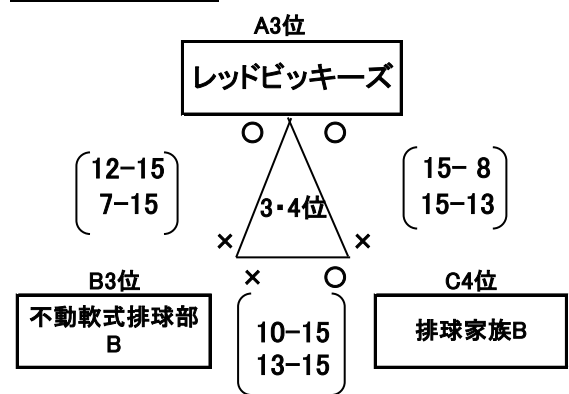 A3位
レッドビッキーズ
○ ○
12-15
7-15
15- 8
15-13
3・4位
× ×
B3位
× ○
C4位
不動軟式排球部
B
10-15
13-15
排球家族B